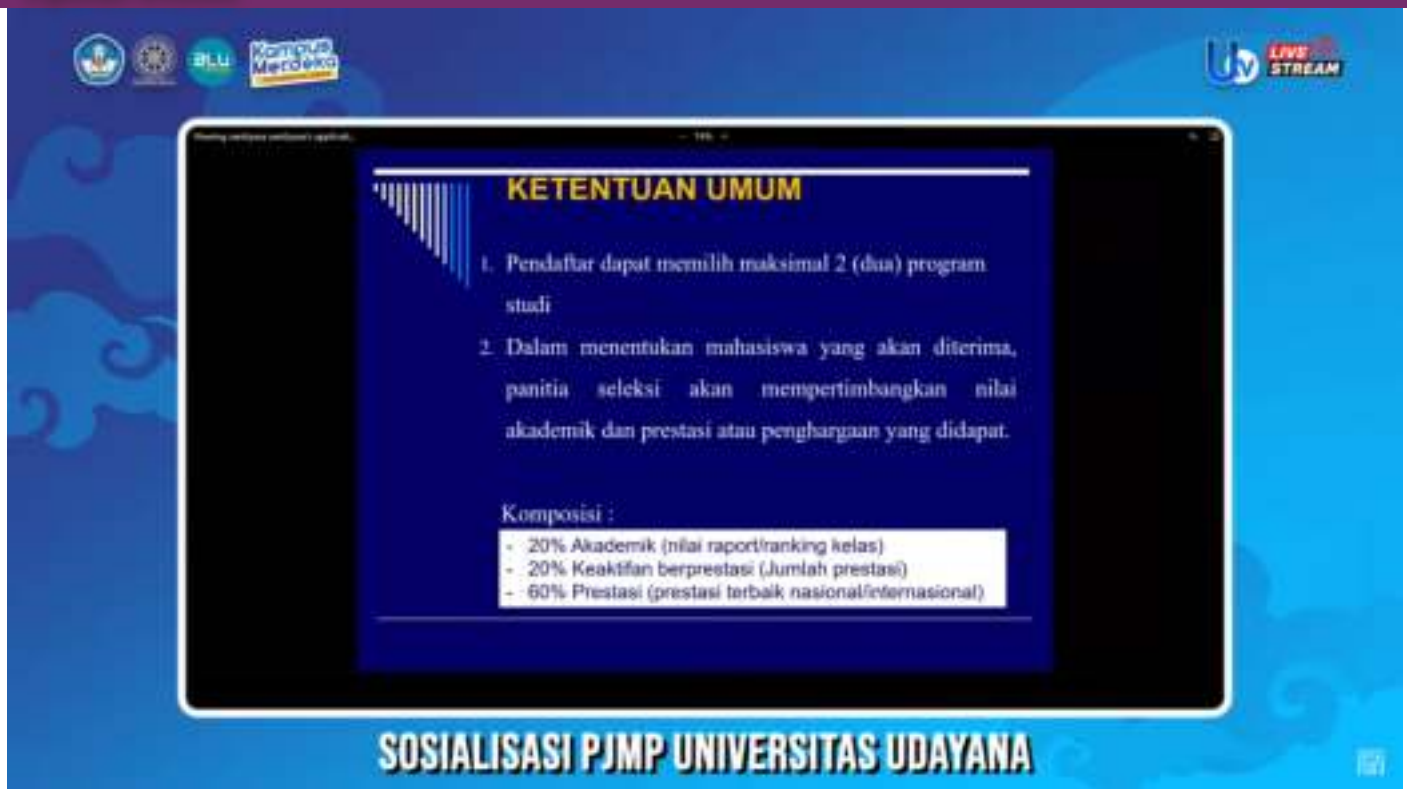 BLU
Kampus
Merdeka
U
TV
LIVE
STREAM
KETENTUAN UMUM
1. Pendaftar dapat memilih maksimal 2 (dua) program
studi
2. Dalam menentukan mahasiswa yang akan diterima,
panitia seleksi akan mempertimbangkan nilai
akademik dan prestasi atau penghargaan yang didapat.
Komposisi :
- 20% Akademik (nilai raport/ranking kelas)
- 20% Keaktifan berprestasi (Jumlah prestasi)
- 60% Prestasi (prestasi terbaik nasional/internasional)
SOSIALISASI PJMP UNIVERSITAS UDAYANA